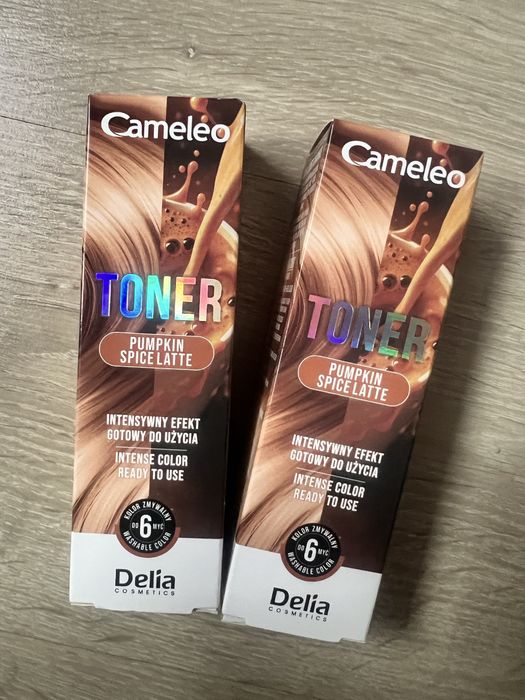 Cameleo
TONER
PUMPKIN
SPICE LATTE
INTENSYWNY EFEKT
GOTOWY DO UŻYCIA
INTENSE COLOR
READY TO USE
KOLOR ZMYWALNY
DO 6 MYĆ
WASHABLE COLOR
Delia
COSMETICS
Cameleo
TONER
PUMPKIN
SPICE LATTE
INTENSYWNY EFEKT
GOTOWY DO UŻYCIA
INTENSE COLOR
READY TO USE
KOLOR ZMYWALNY
DO 6 MYĆ
WASHABLE COLOR
Delia
COSMETICS